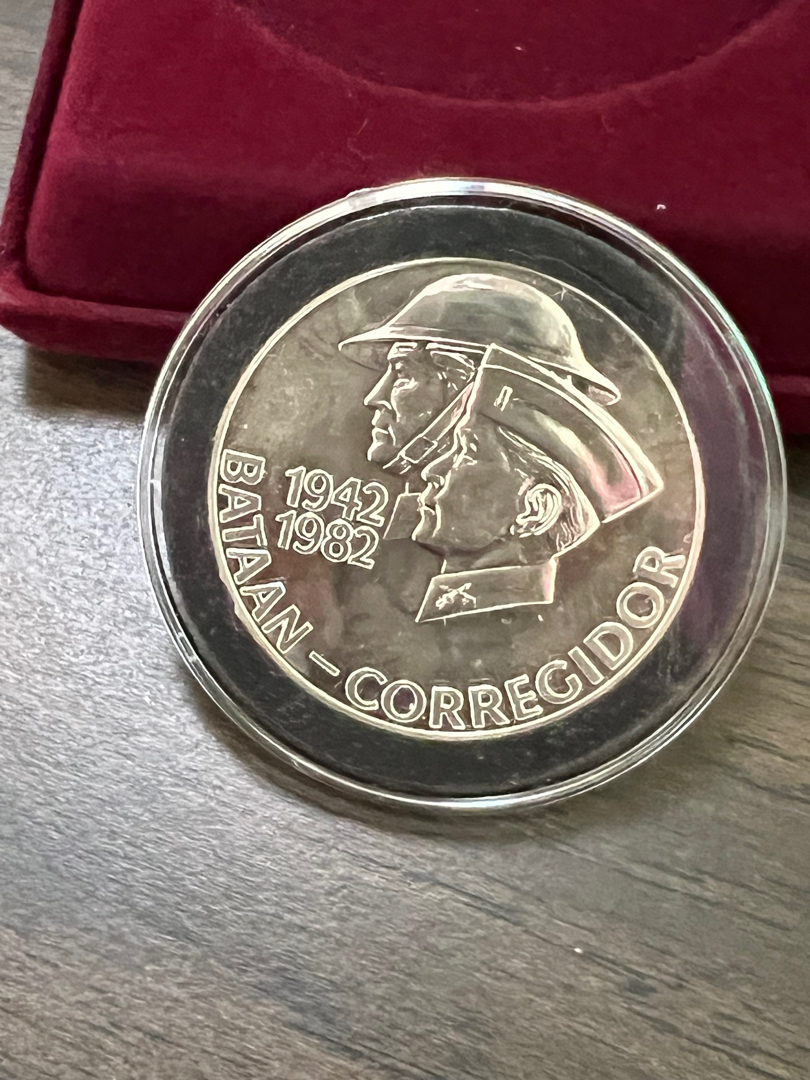 1942
1982
BATAAN – CORREGIDOR